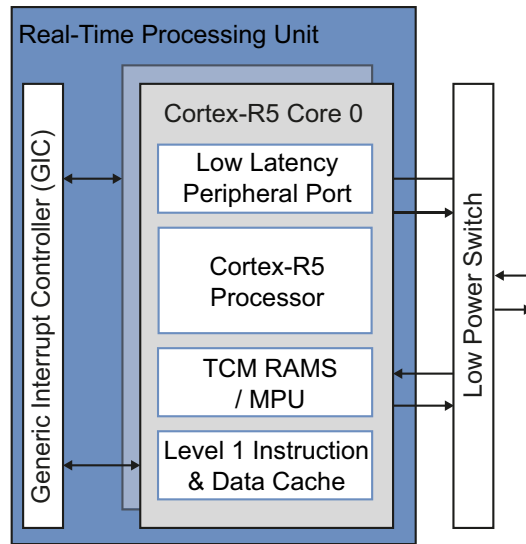 Real-Time Processing Unit
Generic Interrupt Controller (GIC)
Cortex-R5 Core 0
Low Latency
Peripheral Port
Cortex-R5
Processor
TCM RAMS
/ MPU
Level 1 Instruction
& Data Cache
Low Power Switch